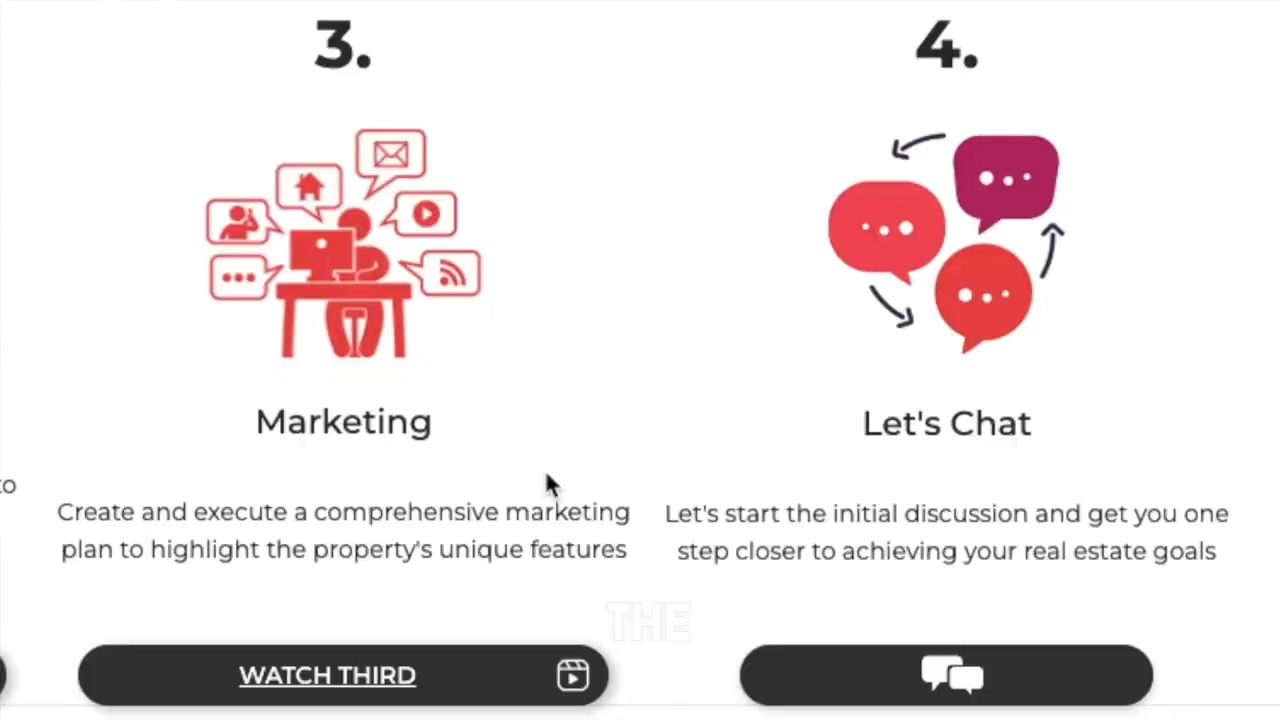 3.
Marketing
to
Create and execute a comprehensive marketing
plan to highlight the property's unique features
WATCH THIRD
4.
Let's Chat
Let's start the initial discussion and get you one
step closer to achieving your real estate goals
THE